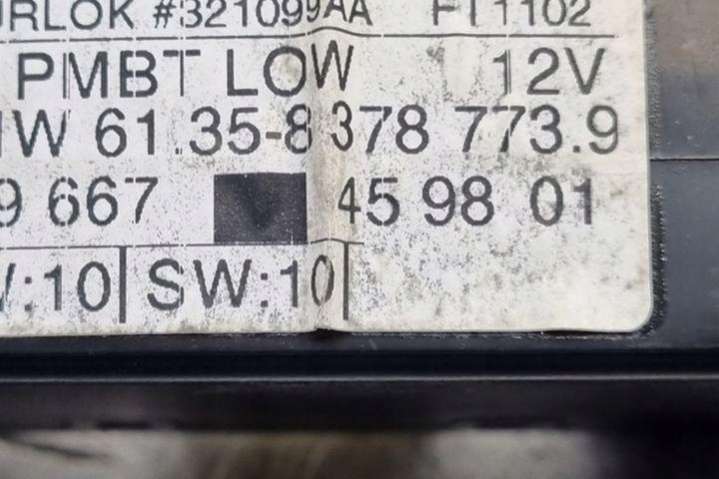 URLOK #321099AA FT1102
PMBT LOW 12V
W 61.35-8 378 773.9
9 667 V 45 98 01
V:10 SW:10